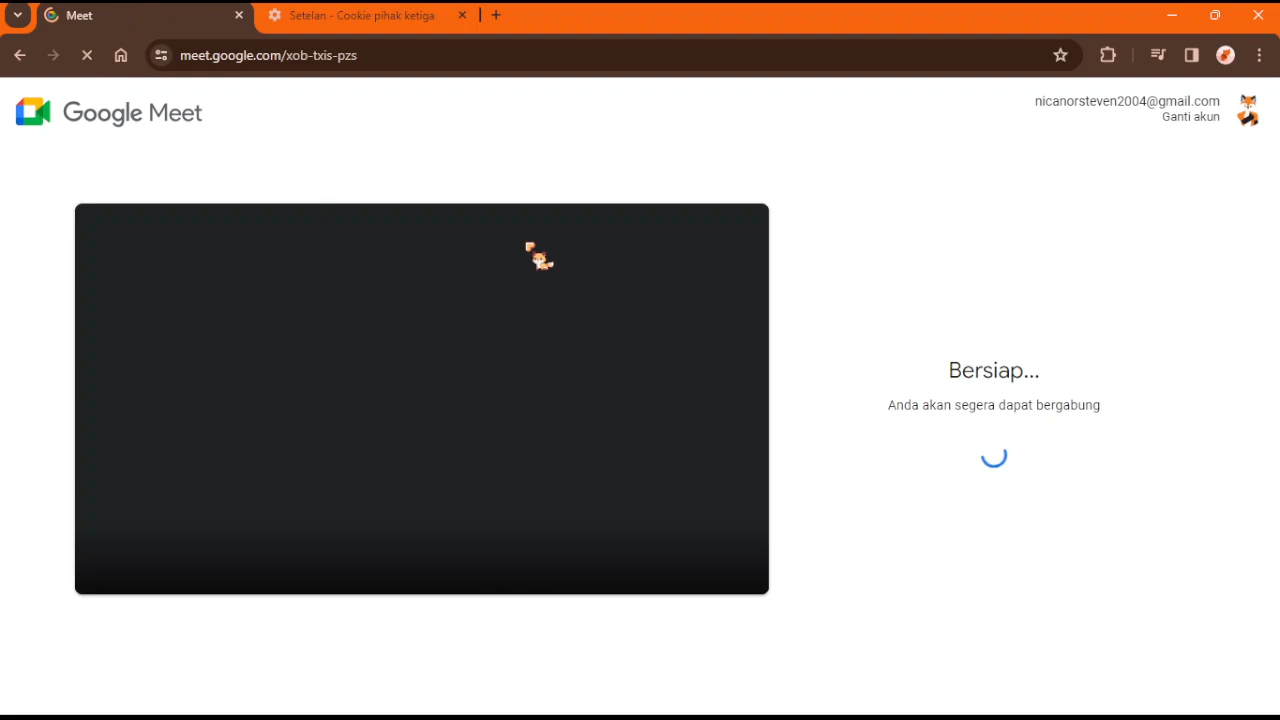 Meet
Setelan - Cookie pihak ketiga
meet.google.com/xob-txis-pzs
Google Meet
nicanorsteven2004@gmail.com
Ganti akun
Bersiap...
Anda akan segera dapat bergabung